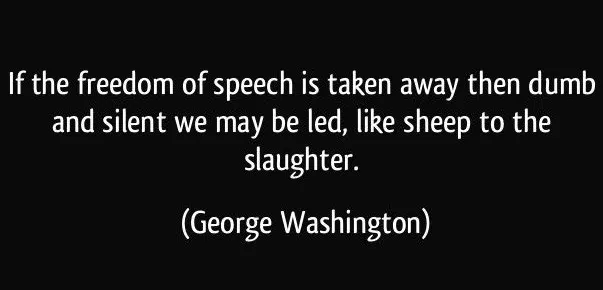 If the freedom of speech is taken away then dumb
and silent we may be led, like sheep to the
slaughter.
(George Washington)